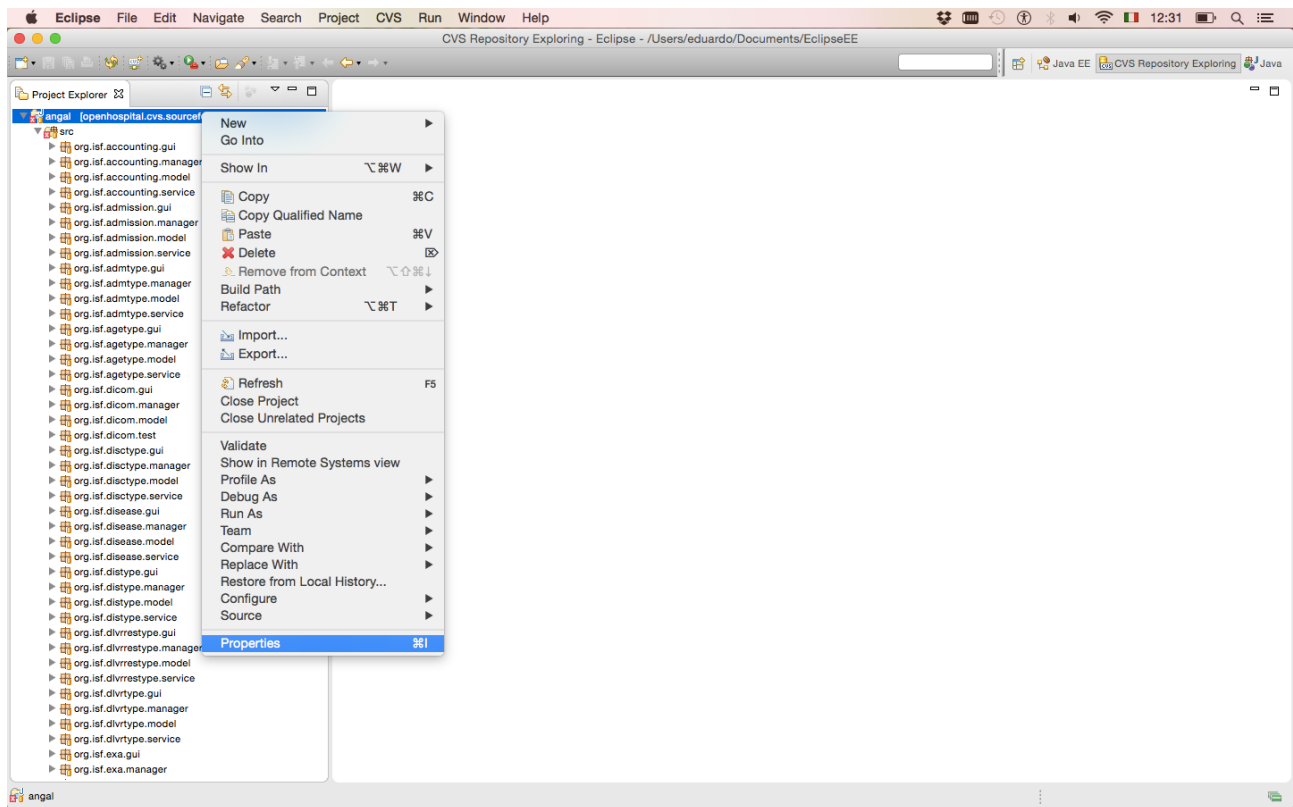 Eclipse File Edit Navigate Search Project CVS Run Window Help 12:31
CVS Repository Exploring - Eclipse - /Users/eduardo/Documents/EclipseEE
Java EE CVS Repository Exploring Java
Project Explorer
angal [openhospital.cvs.sourcef
src
org.isf.accounting.gui
org.isf.accounting.manager
org.isf.accounting.model
org.isf.accounting.service
org.isf.admission.gui
org.isf.admission.manager
org.isf.admission.model
org.isf.admission.service
org.isf.admtype.gui
org.isf.admtype.manager
org.isf.admtype.model
org.isf.admtype.service
org.isf.agetype.gui
org.isf.agetype.manager
org.isf.agetype.model
org.isf.agetype.service
org.isf.dicom.gui
org.isf.dicom.manager
org.isf.dicom.model
org.isf.dicom.test
org.isf.disctype.gui
org.isf.disctype.manager
org.isf.disctype.model
org.isf.disctype.service
org.isf.disease.gui
org.isf.disease.manager
org.isf.disease.model
org.isf.disease.service
org.isf.distype.gui
org.isf.distype.manager
org.isf.distype.model
org.isf.distype.service
org.isf.dlvrrestype.gui
org.isf.dlvrrestype.manager
org.isf.dlvrrestype.model
org.isf.dlvrrestype.service
org.isf.dlvrtype.gui
org.isf.dlvrtype.manager
org.isf.dlvrtype.model
org.isf.dlvrtype.service
org.isf.exa.gui
org.isf.exa.manager
New
Go Into
Show In ⌥⌘W
Copy ⌘C
Copy Qualified Name
Paste ⌘V
Delete ⌦
Remove from Context ⌥⇧⌘↓
Build Path
Refactor ⌥⌘T
Import...
Export...
Refresh F5
Close Project
Close Unrelated Projects
Validate
Show in Remote Systems view
Profile As
Debug As
Run As
Team
Compare With
Replace With
Restore from Local History...
Configure
Source
Properties ⌘I
angal